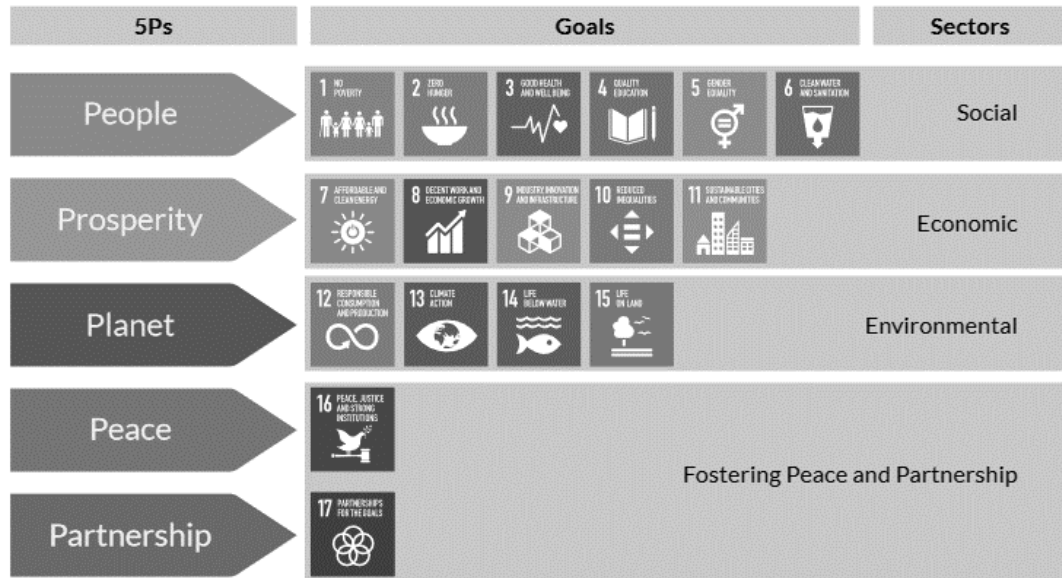 5Ps
Goals
Sectors
People
1 NO
POVERTY
2 ZERO
HUNGER
3 GOOD HEALTH
AND WELL BEING
4 QUALITY
EDUCATION
5 GENDER
EQUALITY
6 CLEAN WATER
AND SANITATION
Social
Prosperity
7 AFFORDABLE AND
CLEAN ENERGY
8 DECENT WORK AND
ECONOMIC GROWTH
9 INDUSTRY, INNOVATION
AND INFRASTRUCTURE
10 REDUCED
INEQUALITIES
11 SUSTAINABLE CITIES
AND COMMUNITIES
Economic
Planet
12 RESPONSIBLE
CONSUMPTION
AND PRODUCTION
13 CLIMATE
ACTION
14 LIFE
BELOW WATER
15 LIFE
ON LAND
Environmental
Peace
16 PEACE, JUSTICE
AND STRONG
INSTITUTIONS
Fostering Peace and Partnership
Partnership
17 PARTNERSHIPS
FOR THE GOALS